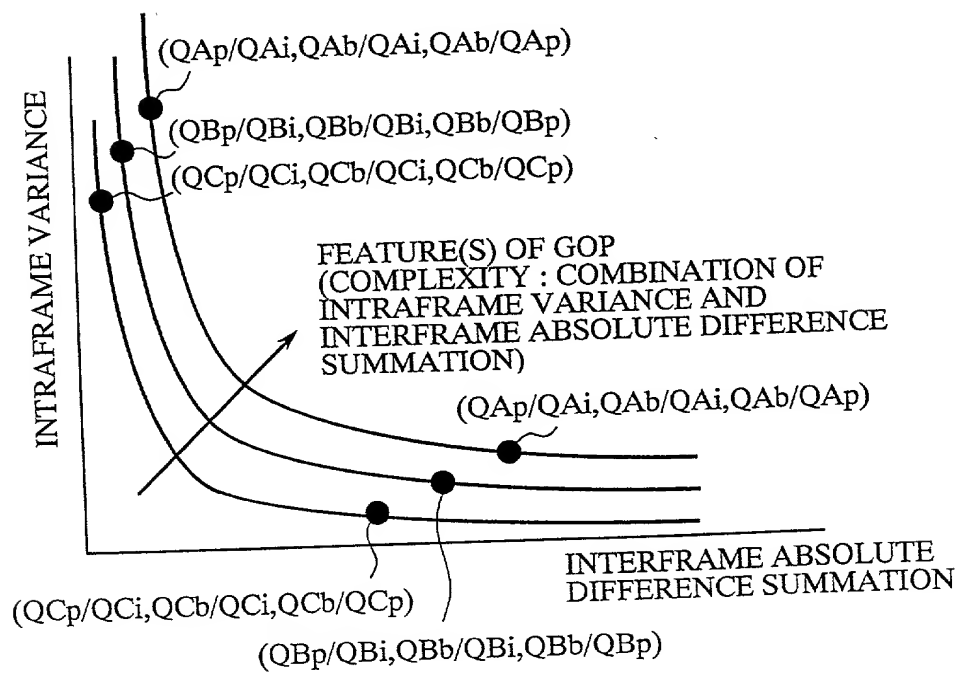 (QAp/QAi,QAb/QAi,QAb/QAp)
(QBp/QBi,QBb/QBi,QBb/QBp)
(QCp/QCi,QCb/QCi,QCb/QCp)
INTRAFRAME VARIANCE
FEATURE(S) OF GOP
(COMPLEXITY : COMBINATION OF
INTRAFRAME VARIANCE AND
INTERFRAME ABSOLUTE DIFFERENCE
SUMMATION)
(QAp/QAi,QAb/QAi,QAb/QAp)
INTERFRAME ABSOLUTE
DIFFERENCE SUMMATION
(QCp/QCi,QCb/QCi,QCb/QCp)
(QBp/QBi,QBb/QBi,QBb/QBp)